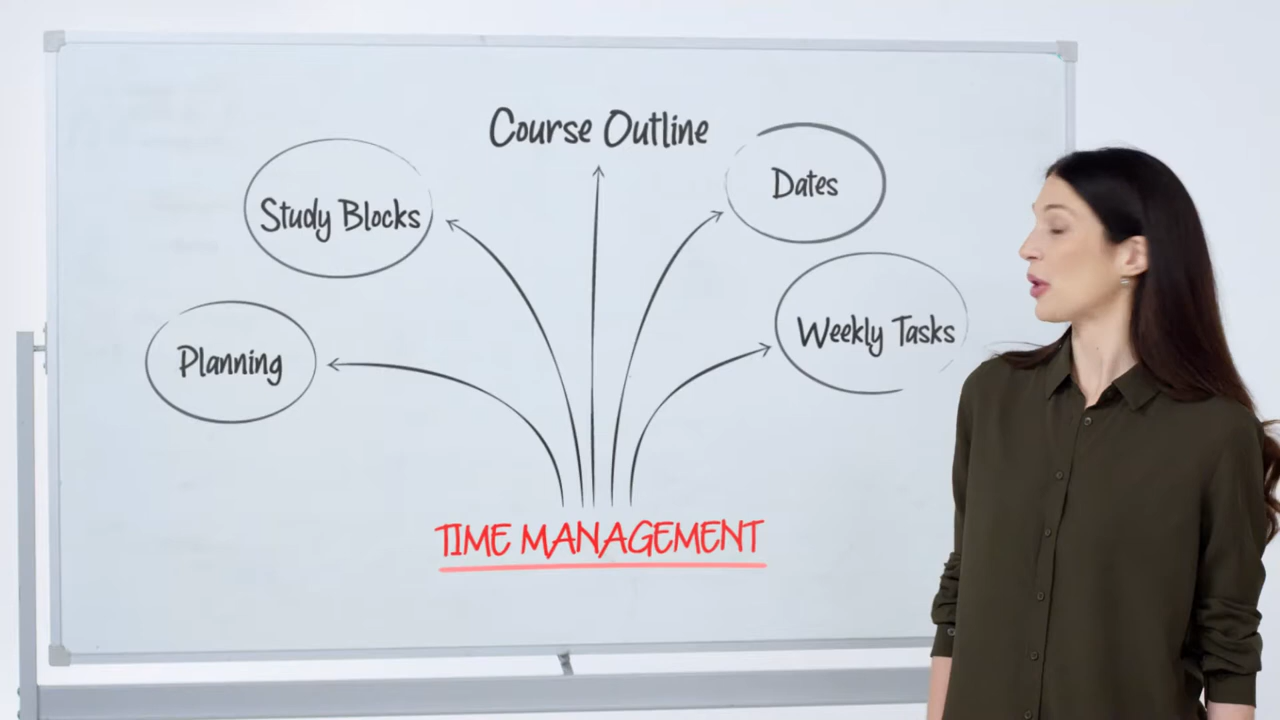 Course Outline
Study Blocks
Dates
Planning
Weekly Tasks
TIME MANAGEMENT